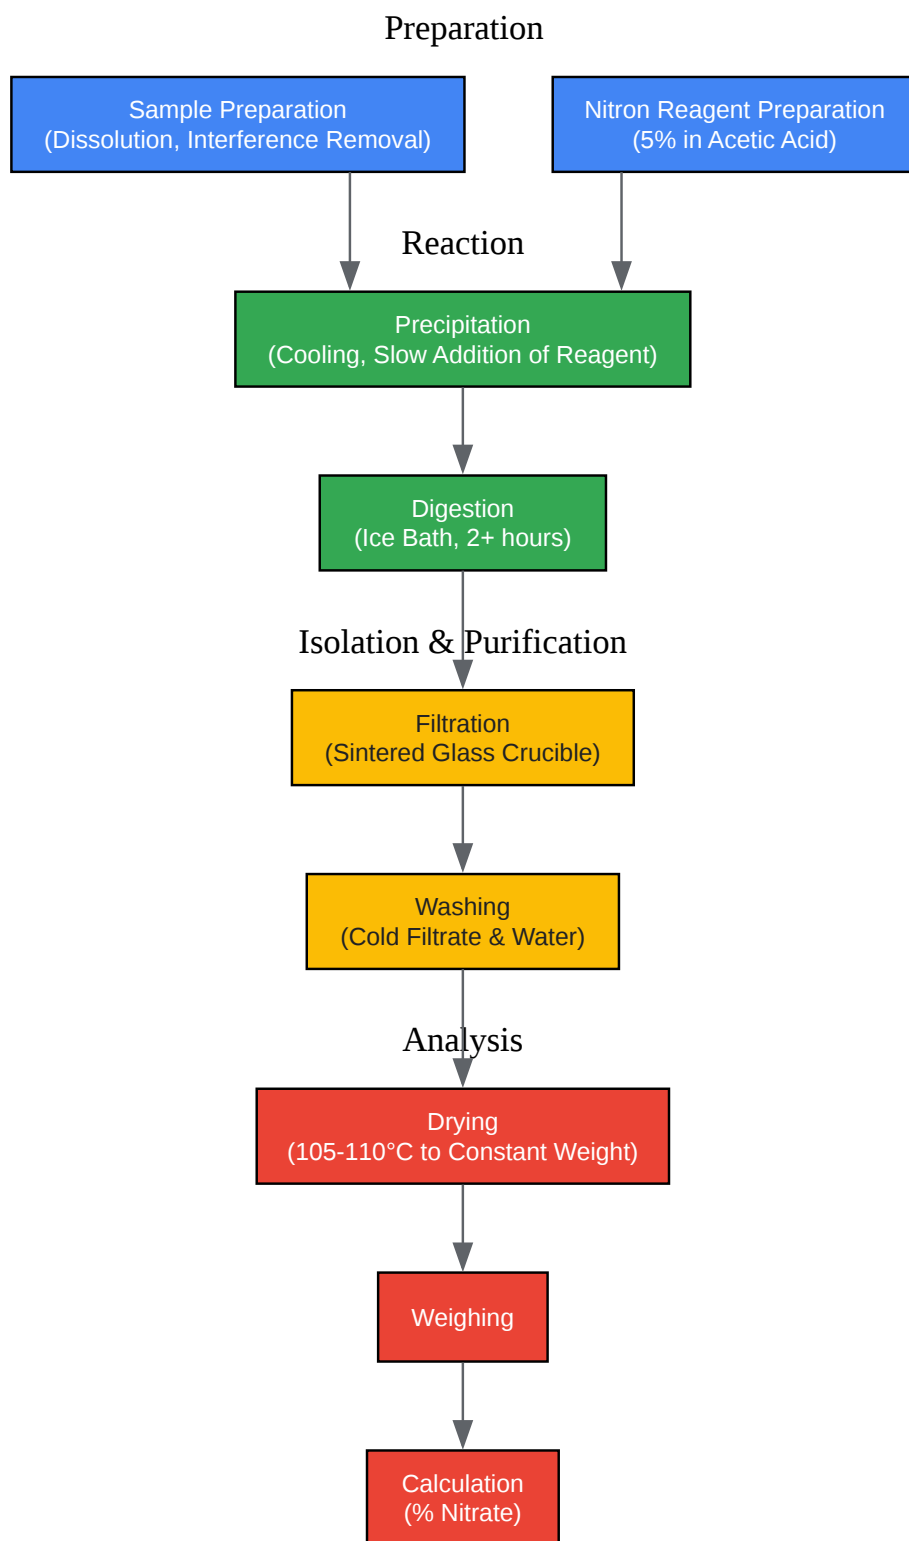 Preparation
Sample Preparation
(Dissolution, Interference Removal)
Nitron Reagent Preparation
(5% in Acetic Acid)
Reaction
Precipitation
(Cooling, Slow Addition of Reagent)
Digestion
(Ice Bath, 2+ hours)
Isolation & Purification
Filtration
(Sintered Glass Crucible)
Washing
(Cold Filtrate & Water)
Analysis
Drying
(105-110°C to Constant Weight)
Weighing
Calculation
(% Nitrate)